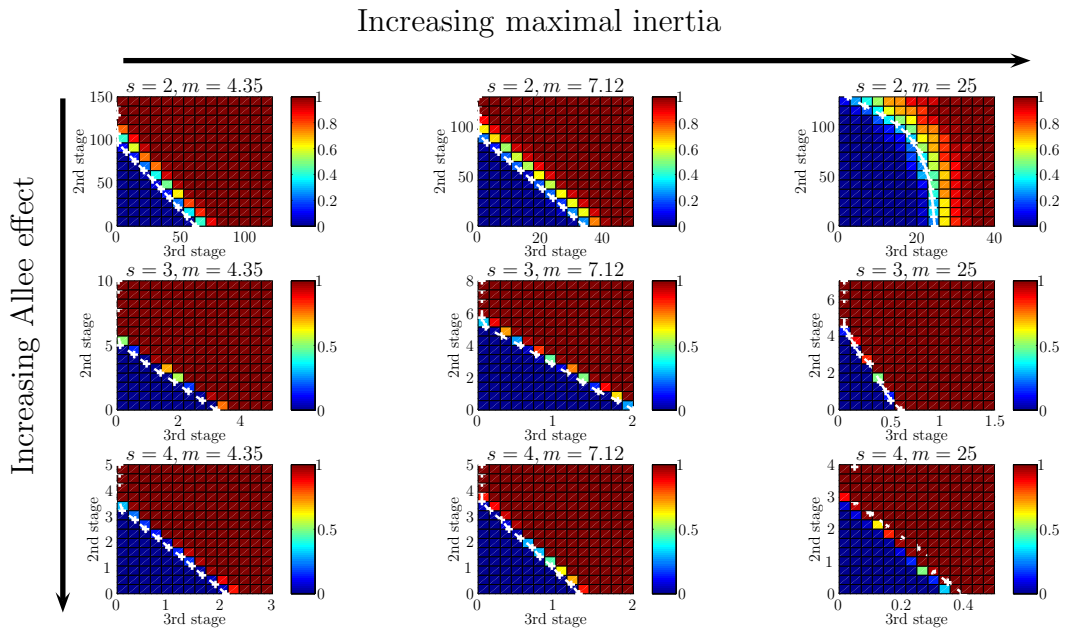 Increasing maximal inertia
Increasing Allee effect
s = 2, m = 4.35
150
100
50
0
0 50 100
2nd stage
3rd stage
1
0.8
0.6
0.4
0.2
0
s = 2, m = 7.12
100
50
0
0 20 40
2nd stage
3rd stage
1
0.8
0.6
0.4
0.2
0
s = 2, m = 25
100
50
0
0 20 40
2nd stage
3rd stage
1
0.8
0.6
0.4
0.2
0
s = 3, m = 4.35
10
5
0
0 2 4
2nd stage
3rd stage
1
0.5
0
s = 3, m = 7.12
8
6
4
2
0
0 1 2
2nd stage
3rd stage
1
0.5
0
s = 3, m = 25
6
4
2
0
0 0.5 1 1.5
2nd stage
3rd stage
1
0.5
0
s = 4, m = 4.35
5
4
3
2
1
0
0 1 2 3
2nd stage
3rd stage
1
0.5
0
s = 4, m = 7.12
5
4
3
2
1
0
0 1 2
2nd stage
3rd stage
1
0.5
0
s = 4, m = 25
4
3
2
1
0
0 0.2 0.4
2nd stage
3rd stage
1
0.5
0